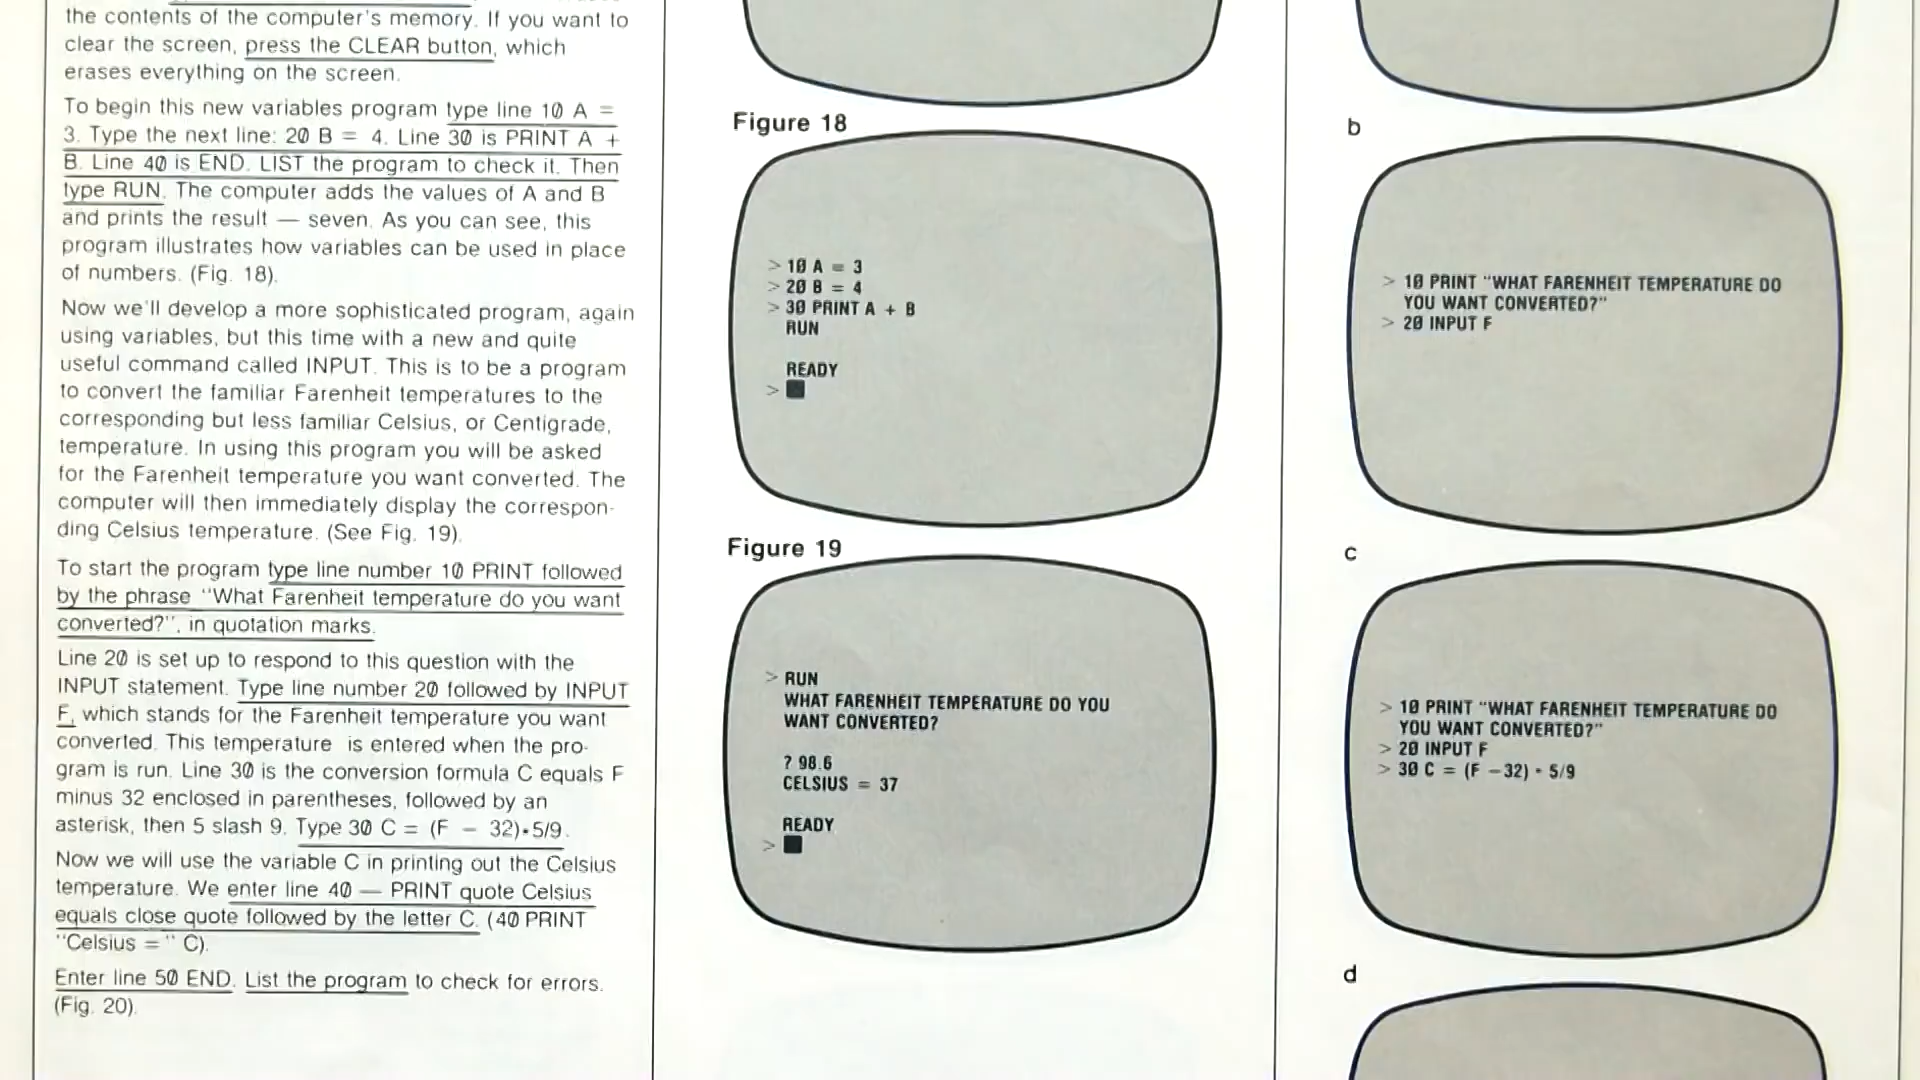 the contents of the computer's memory. If you want to
clear the screen, press the CLEAR button, which
erases everything on the screen.
To begin this new variables program type line 10 A =
3. Type the next line: 20 B = 4. Line 30 is PRINT A +
B. Line 40 is END. LIST the program to check it. Then
type RUN. The computer adds the values of A and B
and prints the result — seven. As you can see, this
program illustrates how variables can be used in place
of numbers. (Fig. 18).
Now we'll develop a more sophisticated program, again
using variables, but this time with a new and quite
useful command called INPUT. This is to be a program
to convert the familiar Farenheit temperatures to the
corresponding but less familiar Celsius, or Centigrade,
temperature. In using this program you will be asked
for the Farenheit temperature you want converted. The
computer will then immediately display the correspon-
ding Celsius temperature. (See Fig. 19).
To start the program type line number 10 PRINT followed
by the phrase "What Farenheit temperature do you want
converted?", in quotation marks.
Line 20 is set up to respond to this question with the
INPUT statement. Type line number 20 followed by INPUT
F, which stands for the Farenheit temperature you want
converted. This temperature is entered when the pro-
gram is run. Line 30 is the conversion formula C equals F
minus 32 enclosed in parentheses, followed by an
asterisk, then 5 slash 9. Type 30 C = (F - 32)*5/9.
Now we will use the variable C in printing out the Celsius
temperature. We enter line 40 — PRINT quote Celsius
equals close quote followed by the letter C. (40 PRINT
"Celsius = " C).
Enter line 50 END. List the program to check for errors.
(Fig. 20).
Figure 18
> 10 A = 3
> 20 B = 4
> 30 PRINT A + B
RUN
READY
>
Figure 19
> RUN
WHAT FARENHEIT TEMPERATURE DO YOU
WANT CONVERTED?
? 98.6
CELSIUS = 37
READY
>
b
> 10 PRINT "WHAT FARENHEIT TEMPERATURE DO
YOU WANT CONVERTED?"
> 20 INPUT F
c
> 10 PRINT "WHAT FARENHEIT TEMPERATURE DO
YOU WANT CONVERTED?"
> 20 INPUT F
> 30 C = (F -32) * 5/9
d